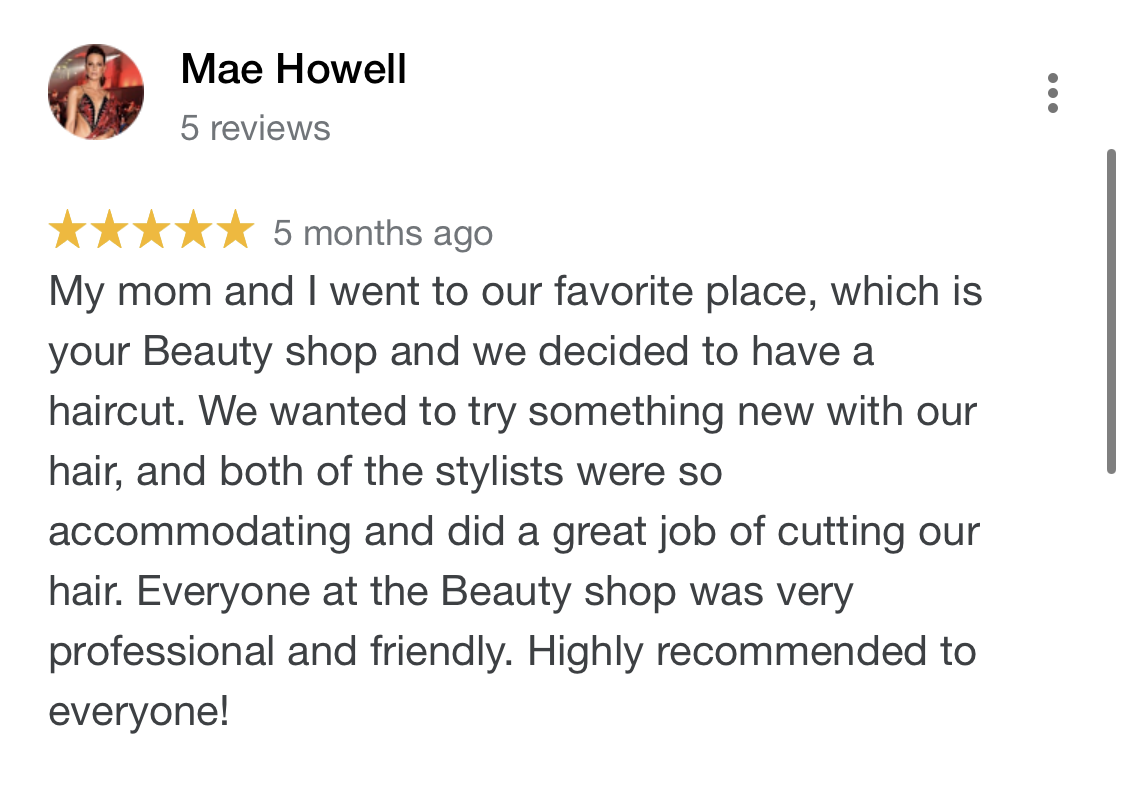 Mae Howell
5 reviews
5 months ago
My mom and I went to our favorite place, which is
your Beauty shop and we decided to have a
haircut. We wanted to try something new with our
hair, and both of the stylists were so
accommodating and did a great job of cutting our
hair. Everyone at the Beauty shop was very
professional and friendly. Highly recommended to
everyone!